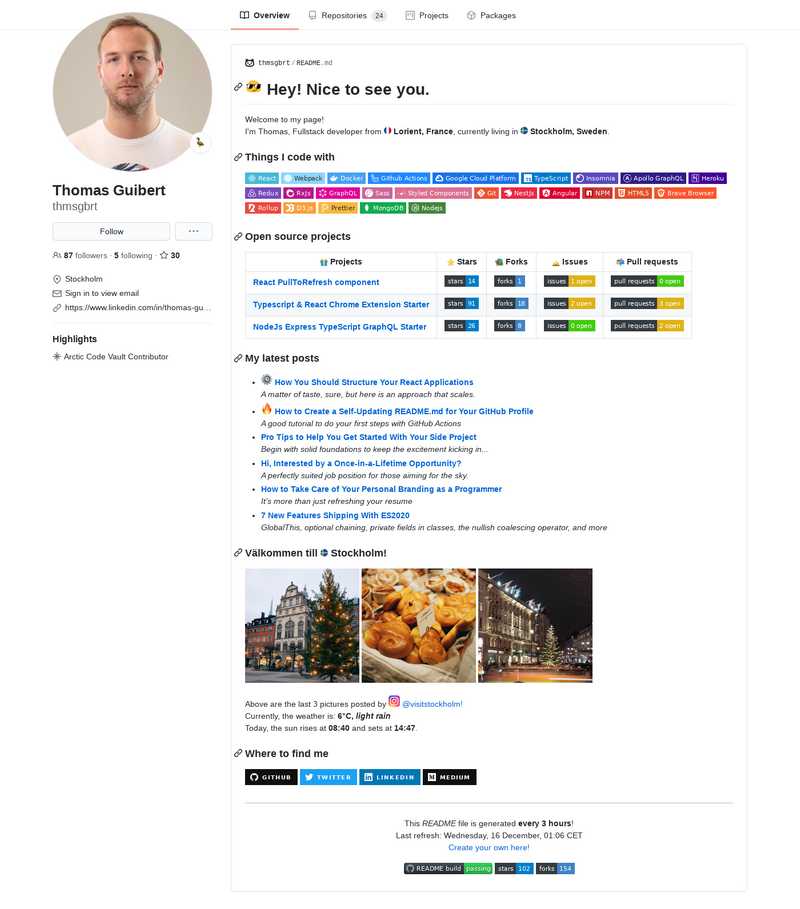 Overview Repositories 24 Projects Packages
Thomas Guibert
thmsgbrt
Follow ...
87 followers · 5 following · 30
Stockholm
Sign in to view email
https://www.linkedin.com/in/thomas-gu…
Highlights
Arctic Code Vault Contributor
thmsgbrt/README.md
Hey! Nice to see you.
Welcome to my page!
I'm Thomas, Fullstack developer from Lorient, France, currently living in Stockholm, Sweden.
Things I code with
React Webpack Docker Github Actions Google Cloud Platform TypeScript Insomnia Apollo GraphQL Heroku
Redux RxJs GraphQL Sass Styled Components Git NestJs Angular NPM HTML5 Brave Browser
Rollup D3.js Prettier MongoDB Nodejs
Open source projects
Projects Stars Forks Issues Pull requests
React PullToRefresh component stars 14 forks 1 issues 1 open pull requests 0 open
Typescript & React Chrome Extension Starter stars 91 forks 18 issues 2 open pull requests 3 open
NodeJs Express TypeScript GraphQL Starter stars 26 forks 8 issues 0 open pull requests 2 open
My latest posts
How You Should Structure Your React Applications
A matter of taste, sure, but here is an approach that scales.
How to Create a Self-Updating README.md for Your GitHub Profile
A good tutorial to do your first steps with GitHub Actions
Pro Tips to Help You Get Started With Your Side Project
Begin with solid foundations to keep the excitement kicking in...
Hi, Interested by a Once-in-a-Lifetime Opportunity?
A perfectly suited job position for those aiming for the sky.
How to Take Care of Your Personal Branding as a Programmer
It's more than just refreshing your resume
7 New Features Shipping With ES2020
GlobalThis, optional chaining, private fields in classes, the nullish coalescing operator, and more
Välkommen till Stockholm!
Above are the last 3 pictures posted by @visitstockholm!
Currently, the weather is: 6°C, light rain
Today, the sun rises at 08:40 and sets at 14:47.
Where to find me
GITHUB TWITTER LINKEDIN MEDIUM
This README file is generated every 3 hours!
Last refresh: Wednesday, 16 December, 01:06 CET
Create your own here!
README build passing stars 102 forks 154